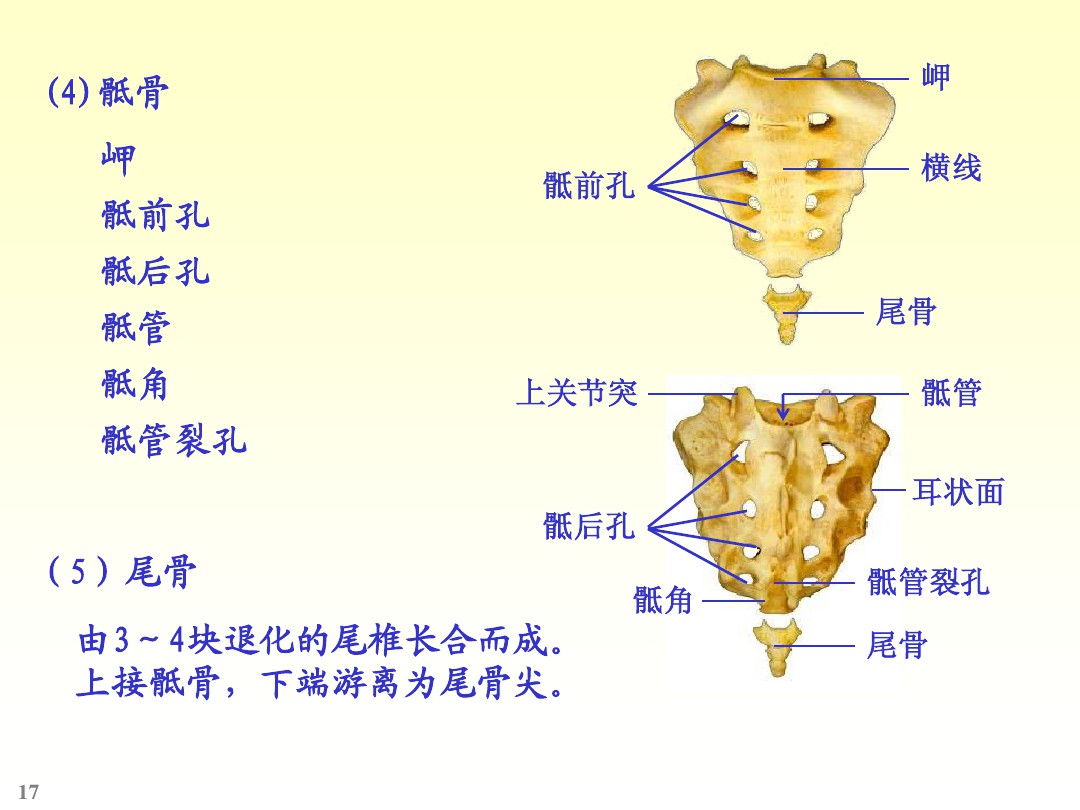 (4) 骶骨
岬
骶前孔
骶后孔
骶管
骶角
骶管裂孔
（5）尾骨
由3～4块退化的尾椎长合而成。
上接骶骨，下端游离为尾骨尖。
岬
横线
骶前孔
尾骨
上关节突
骶管
耳状面
骶后孔
骶管裂孔
骶角
尾骨
17